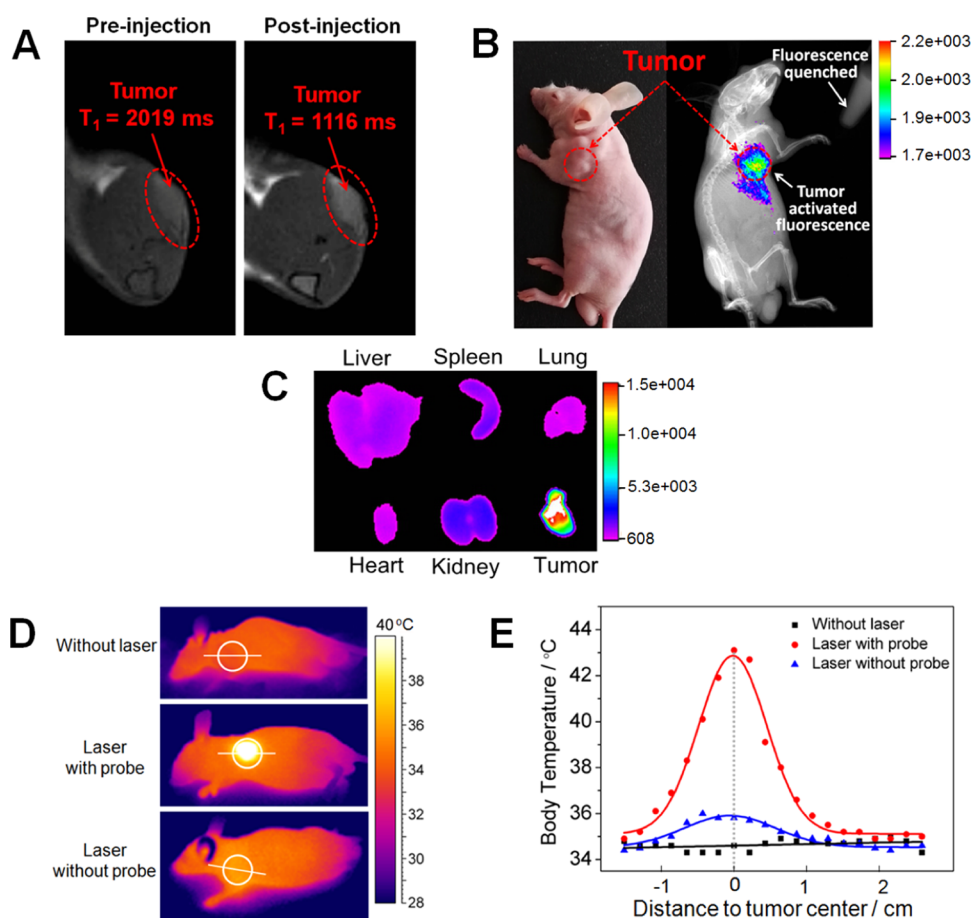 A
Pre-injection
Post-injection
Tumor
T1 = 2019 ms
Tumor
T1 = 1116 ms
B
Tumor
Fluorescence
quenched
Tumor
activated
fluorescence
2.2e+003
2.0e+003
1.9e+003
1.7e+003
C
Liver
Spleen
Lung
Heart
Kidney
Tumor
1.5e+004
1.0e+004
5.3e+003
608
D
Without laser
Laser
with probe
Laser
without probe
40 °C
38
36
34
32
30
28
E
Body Temperature / °C
44
42
40
38
36
34
Without laser
Laser with probe
Laser without probe
-1
0
1
2
Distance to tumor center / cm